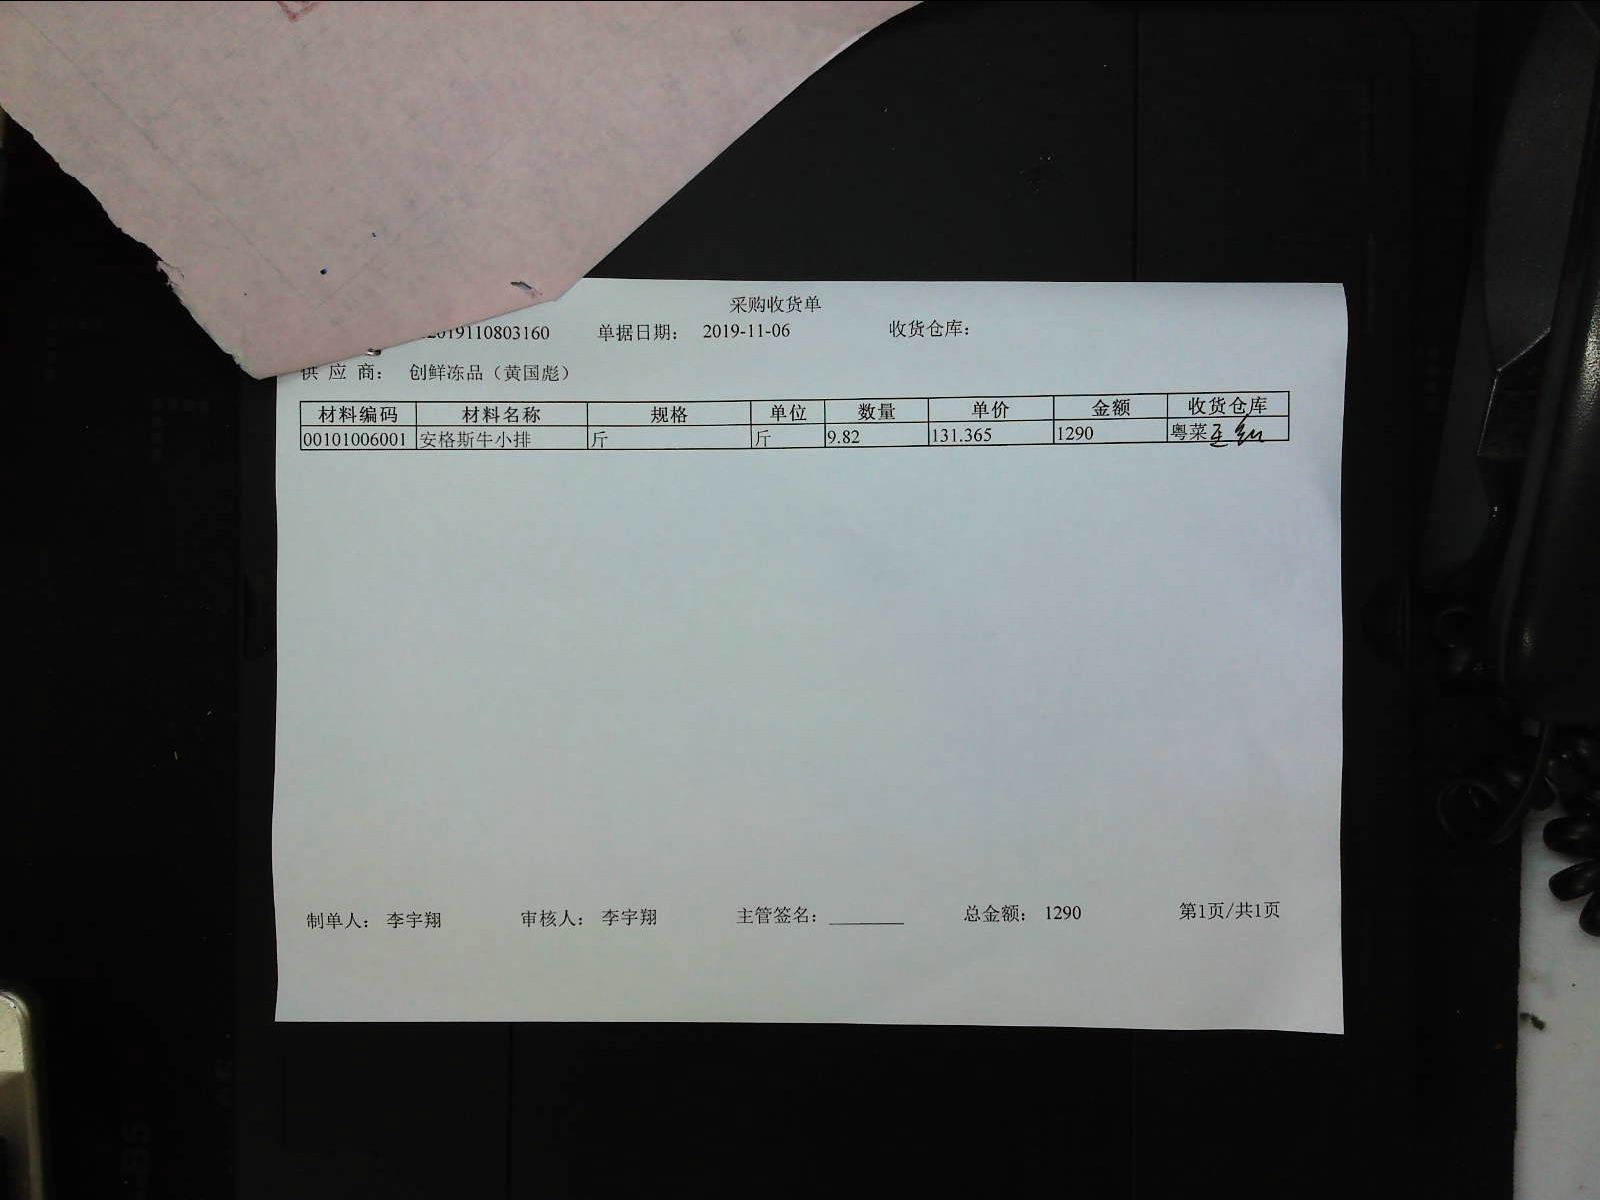 采购收货单
2019110803160 单据日期： 2019-11-06 收货仓库：
供 应 商： 创鲜冻品（黄国彪）
材料编码 材料名称 规格 单位 数量 单价 金额 收货仓库
00101006001 安格斯牛小排 斤 斤 9.82 131.365 1290 粤菜
制单人： 李宇翔 审核人： 李宇翔 主管签名： 总金额： 1290 第1页/共1页